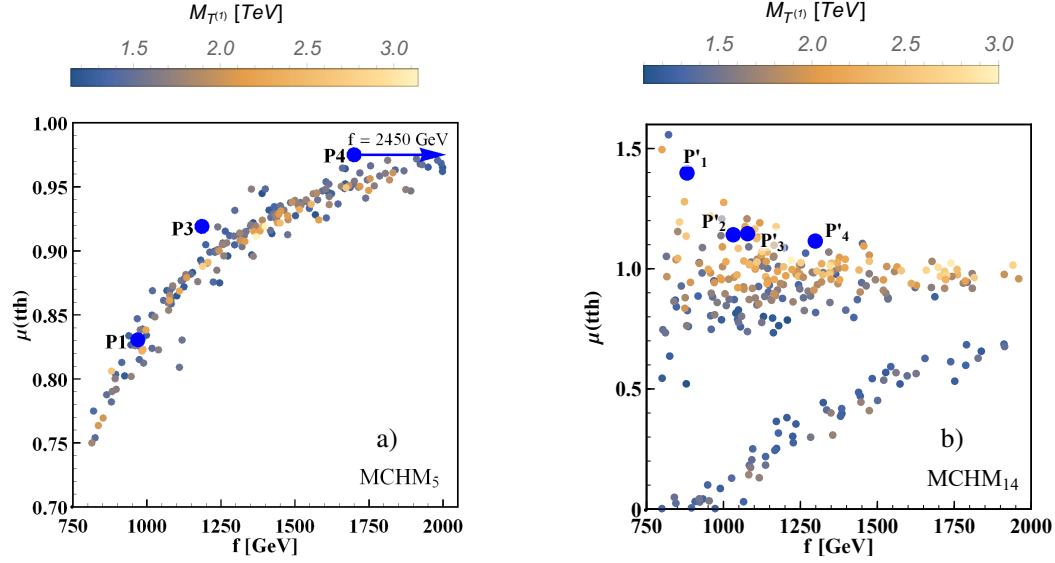 M_T^(1) [TeV]
1.5 2.0 2.5 3.0
1.00
0.95
0.90
0.85
0.80
0.75
0.70
μ(tth)
f = 2450 GeV
P4
P3
P1
a)
MCHM₅
750 1000 1250 1500 1750 2000
f [GeV]
M_T^(1) [TeV]
1.5 2.0 2.5 3.0
1.5
1.0
0.5
0
μ(tth)
P'₁
P'₂
P'₃
P'₄
b)
MCHM₁₄
750 1000 1250 1500 1750 2000
f [GeV]